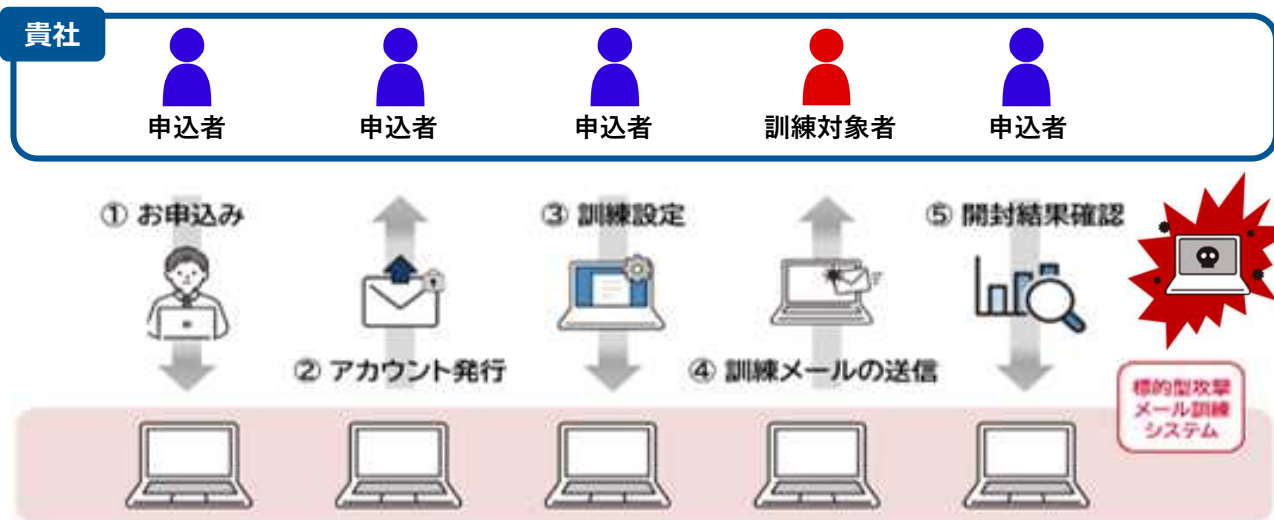 貴社
申込者
申込者
申込者
訓練対象者
申込者
① お申込み
③ 訓練設定
⑤ 開封結果確認
② アカウント発行
④ 訓練メールの送信
標的型攻撃
メール訓練
システム